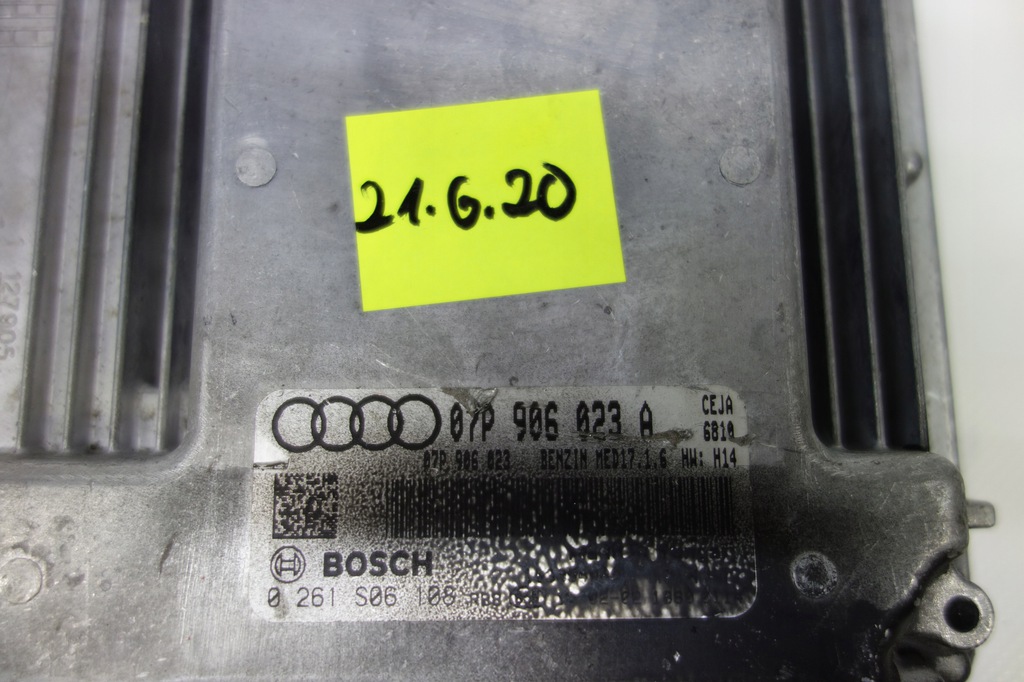 21.6.20
07P 906 023 A
CEJA
6810
07P 906 023 BENZIN MED17.1.6 HW: H14
BOSCH
0 261 S06 108
127905